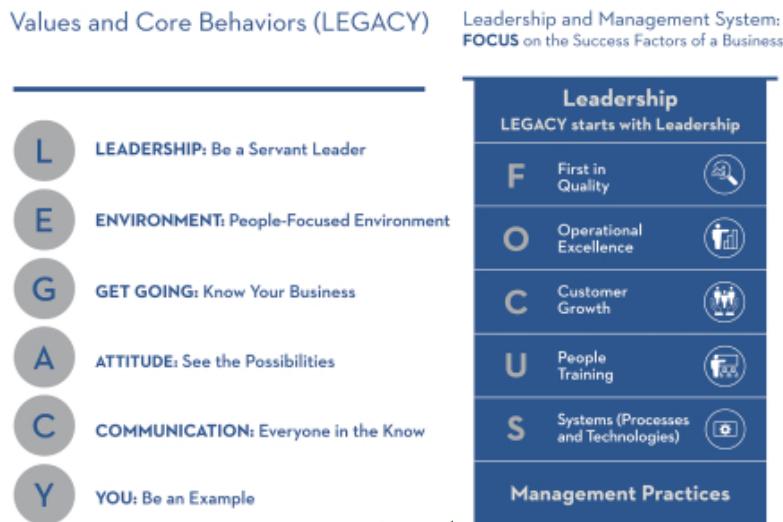 Values and Core Behaviors (LEGACY)
L
LEADERSHIP: Be a Servant Leader
E
ENVIRONMENT: People-Focused Environment
G
GET GOING: Know Your Business
A
ATTITUDE: See the Possibilities
C
COMMUNICATION: Everyone in the Know
Y
YOU: Be an Example
Leadership and Management System:
FOCUS on the Success Factors of a Business
Leadership
LEGACY starts with Leadership
F
First in
Quality
O
Operational
Excellence
C
Customer
Growth
U
People
Training
S
Systems (Processes
and Technologies)
Management Practices